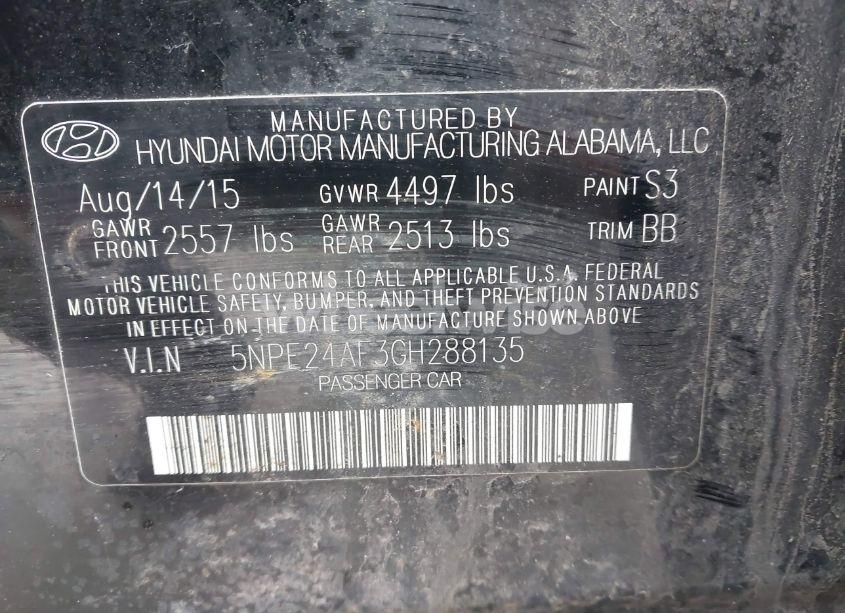 MANUFACTURED BY
HYUNDAI MOTOR MANUFACTURING ALABAMA, LLC
Aug/14/15 GVWR 4497 lbs PAINT S3
GAWR FRONT 2557 lbs GAWR REAR 2513 lbs TRIM BB
THIS VEHICLE CONFORMS TO ALL APPLICABLE U.S.A. FEDERAL
MOTOR VEHICLE SAFETY, BUMPER, AND THEFT PREVENTION STANDARDS
IN EFFECT ON THE DATE OF MANUFACTURE SHOWN ABOVE
V.I.N 5NPE24AF3GH288135
PASSENGER CAR